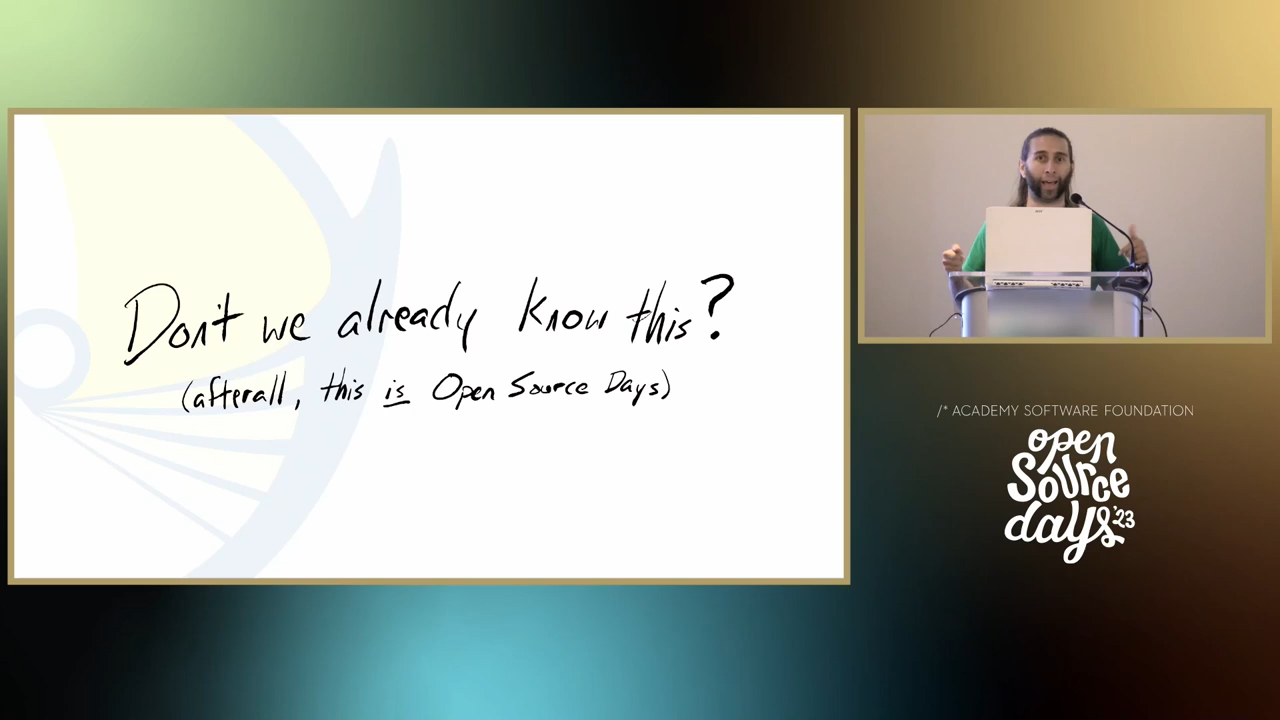 Don't we already know this?
(afterall, this is Open Source Days)
/* ACADEMY SOFTWARE FOUNDATION
open
Source
days '23